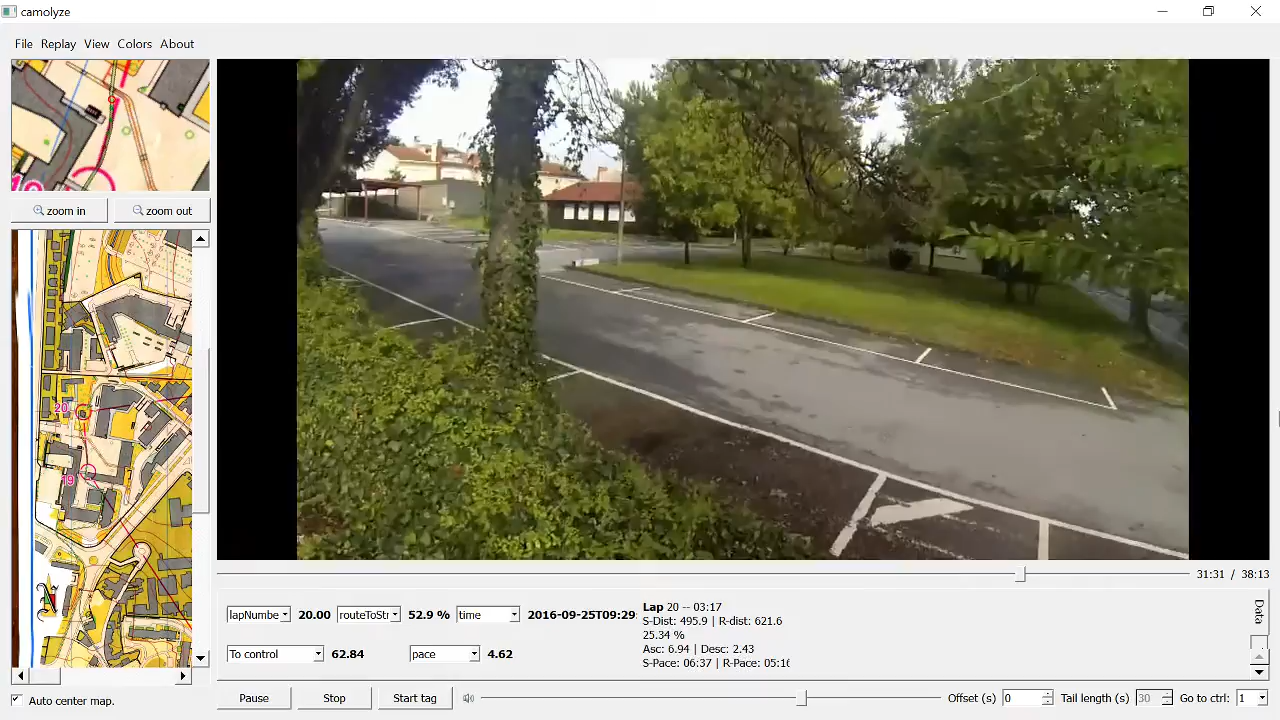 camolyze
File Replay View Colors About
19
zoom in zoom out
20
19
31:31 / 38:13
Data
lapNumbe 20.00 routeToStr 52.9 % time 2016-09-25T09:29:
To control 62.84 pace 4.62
Lap 20 -- 03:17
S-Dist: 495.9 | R-dist: 621.6
25.34 %
Asc: 6.94 | Desc: 2.43
S-Pace: 06:37 | R-Pace: 05:16
Auto center map.
Pause Stop Start tag Offset (s) 0 Tail length (s) 30 Go to ctrl: 1